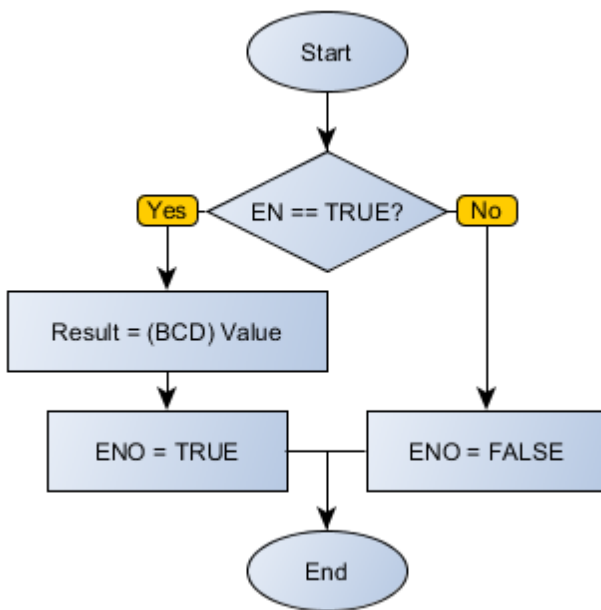 Start
EN == TRUE?
Yes
No
Result = (BCD) Value
ENO = TRUE
ENO = FALSE
End